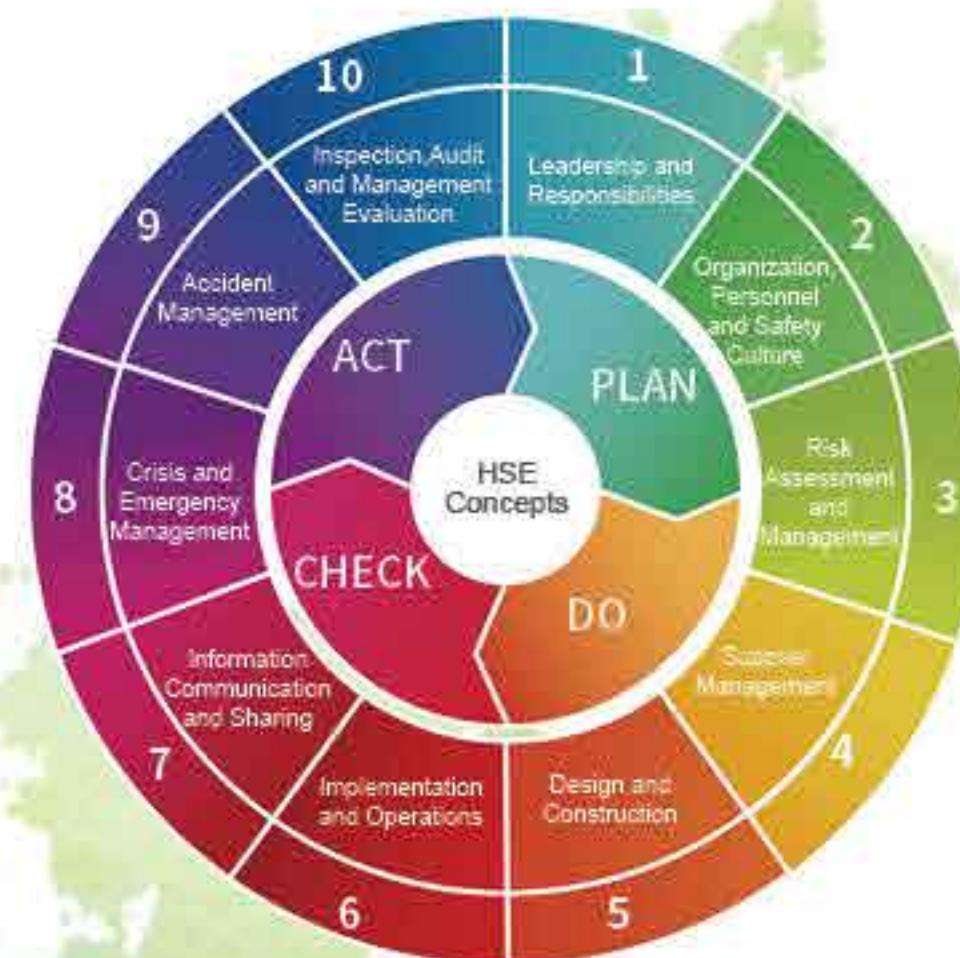 1
Leadership and
Responsibilities
2
Organization,
Personnel
and Safety
Culture
3
Risk
Assessment
and
Management
4
Supplier
Management
5
Design and
Construction
6
Implementation
and Operations
7
Information
Communication
and Sharing
8
Crisis and
Emergency
Management
9
Accident
Management
10
Inspection,Audit
and Management
Evaluation
PLAN
DO
CHECK
ACT
HSE
Concepts